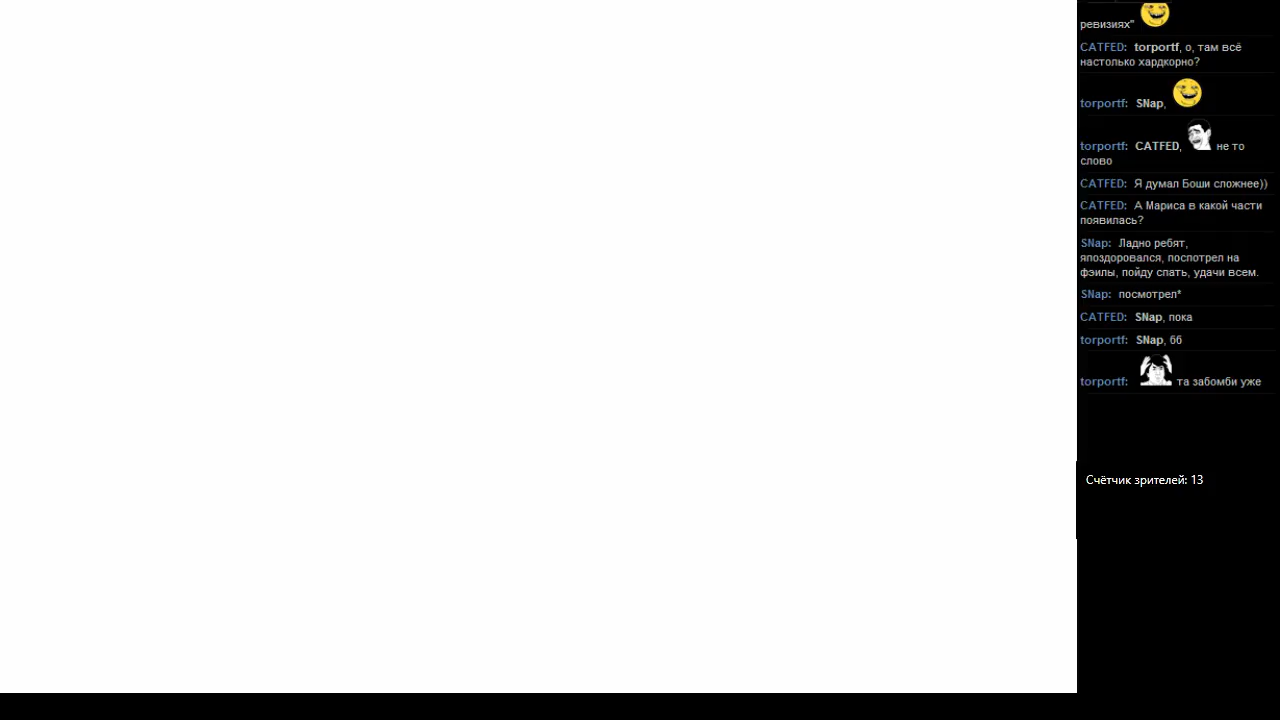 ревизиях"
CATFED: torportf, о, там всё
настолько хардкорно?
torportf: SNap,
torportf: CATFED, не то
слово
CATFED: Я думал Боши сложнее))
CATFED: А Мариса в какой части
появилась?
SNap: Ладно ребят,
япоздоровался, поспотрел на
фэилы, пойду спать, удачи всем.
SNap: посмотрел*
CATFED: SNap, пока
torportf: SNap, бб
torportf: та забомби уже
Счётчик зрителей: 13